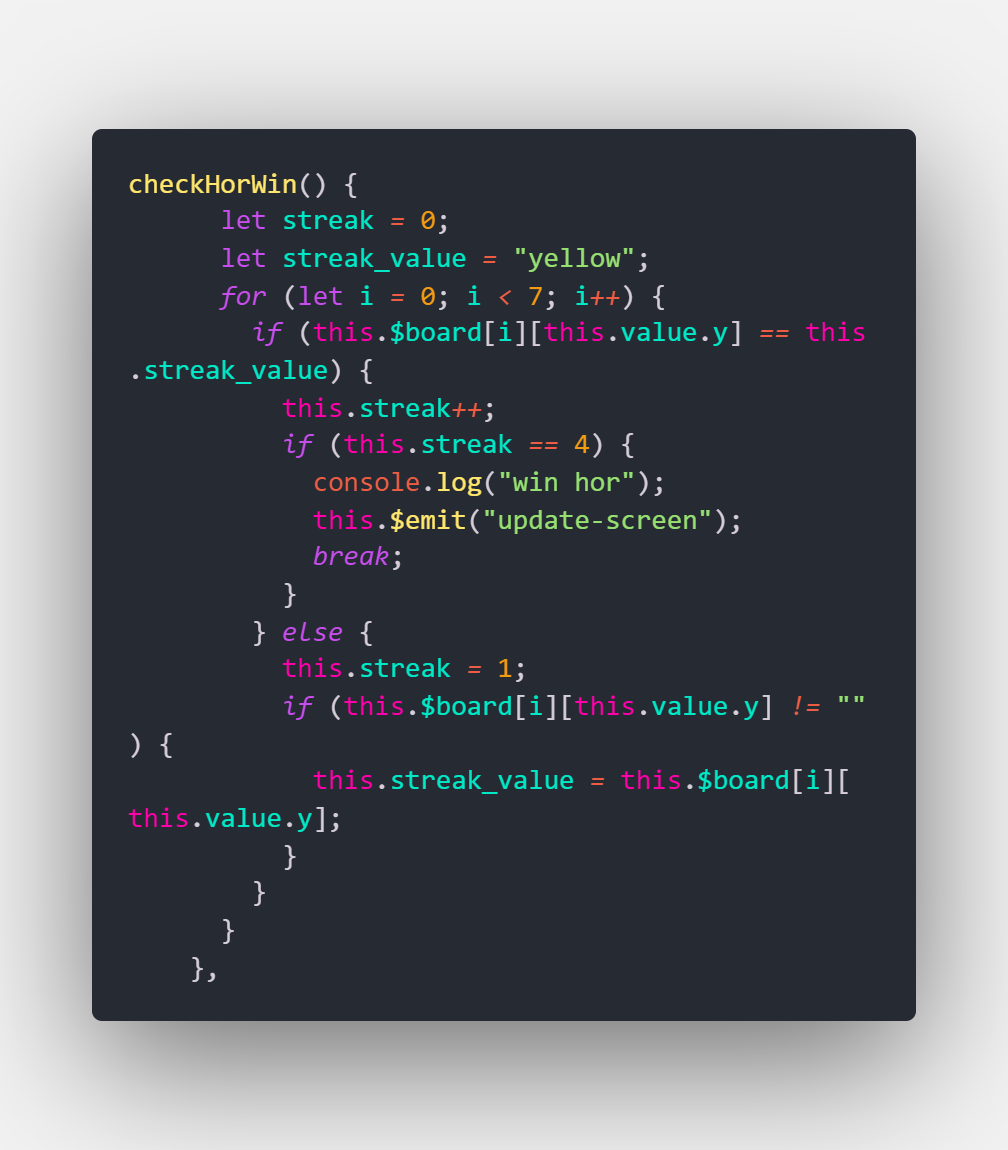 checkHorWin() {
      let streak = 0;
      let streak_value = "yellow";
      for (let i = 0; i < 7; i++) {
        if (this.$board[i][this.value.y] == this
.streak_value) {
          this.streak++;
          if (this.streak == 4) {
            console.log("win hor");
            this.$emit("update-screen");
            break;
          }
        } else {
          this.streak = 1;
          if (this.$board[i][this.value.y] != ""
) {
            this.streak_value = this.$board[i][
this.value.y];
          }
        }
      }
    },